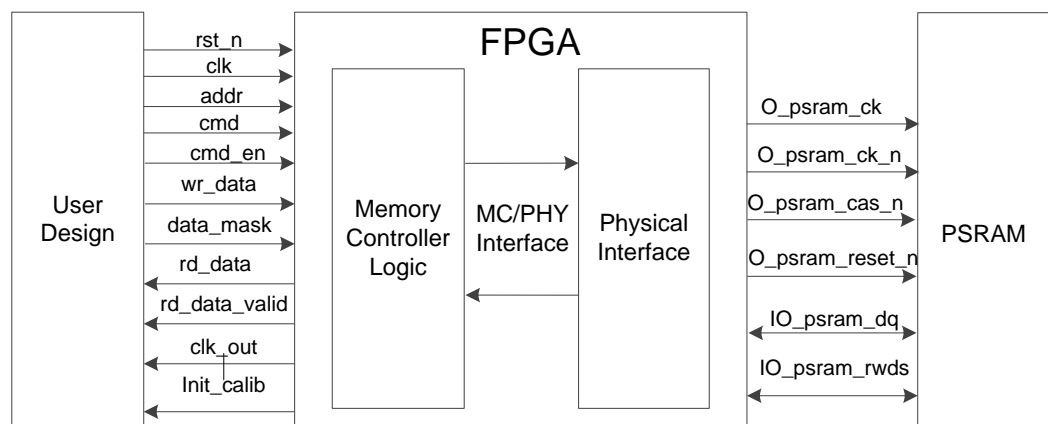 FPGA
rst_n
clk
addr
cmd
cmd_en
wr_data
data_mask
rd_data
rd_data_valid
clk_out
Init_calib
User
Design
Memory
Controller
Logic
MC/PHY
Interface
Physical
Interface
O_psram_ck
O_psram_ck_n
O_psram_cas_n
O_psram_reset_n
IO_psram_dq
IO_psram_rwds
PSRAM